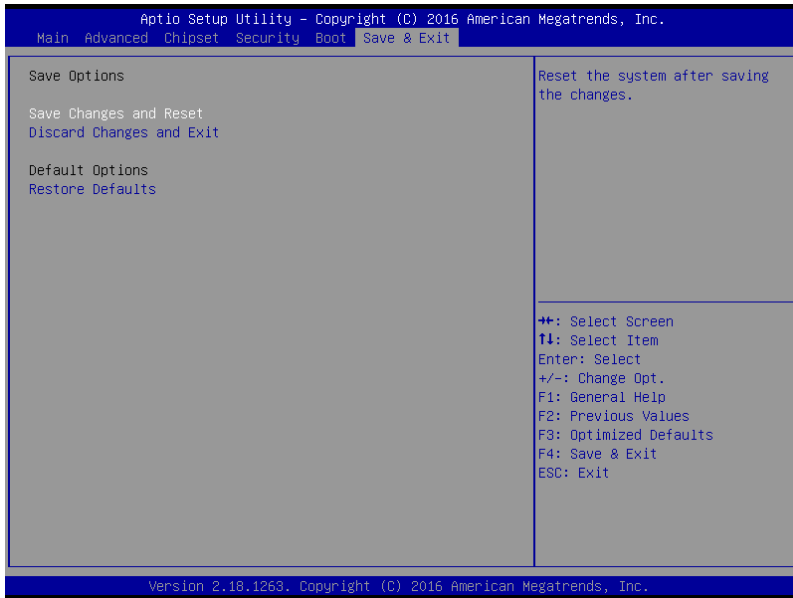 Aptio Setup Utility – Copyright (C) 2016 American Megatrends, Inc.
Main Advanced Chipset Security Boot Save & Exit
Save Options
Save Changes and Reset
Discard Changes and Exit
Default Options
Restore Defaults
Reset the system after saving
the changes.
→←: Select Screen
↑↓: Select Item
Enter: Select
+/-: Change Opt.
F1: General Help
F2: Previous Values
F3: Optimized Defaults
F4: Save & Exit
ESC: Exit
Version 2.18.1263. Copyright (C) 2016 American Megatrends, Inc.